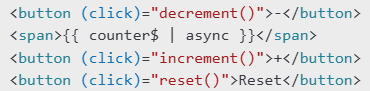 <button (click)="decrement()">-</button>
<span>{{ counter$ | async }}</span>
<button (click)="increment()">+</button>
<button (click)="reset()">Reset</button>